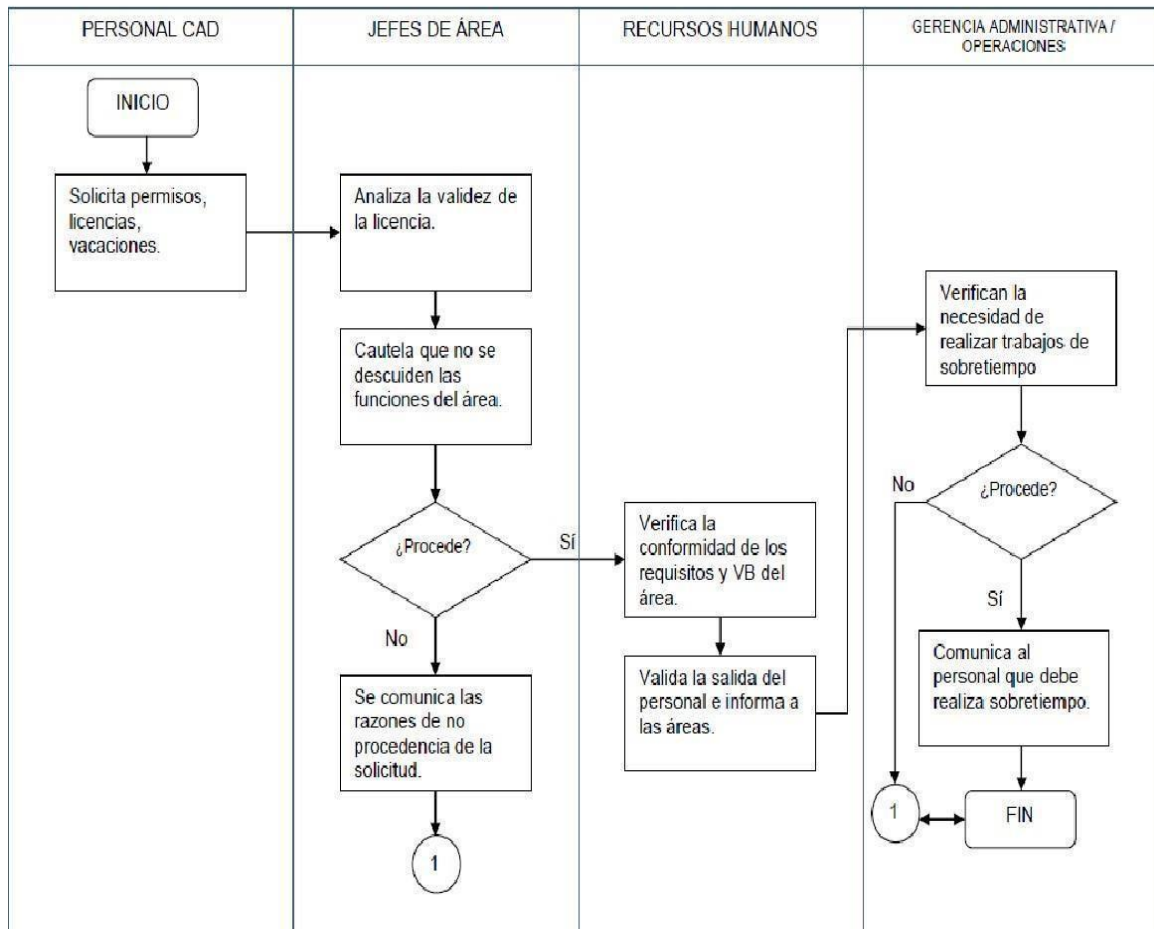 PERSONAL CAD
JEFES DE ÁREA
RECURSOS HUMANOS
GERENCIA ADMINISTRATIVA /
OPERACIONES
INICIO
Solicita permisos,
licencias,
vacaciones.
Analiza la validez de
la licencia.
Cautela que no se
descuiden las
funciones del área.
¿Procede?
Sí
No
Se comunica las
razones de no
procedencia de la
solicitud.
1
Verifica la
conformidad de los
requisitos y VB del
área.
Valida la salida del
personal e informa a
las áreas.
Verifican la
necesidad de
realizar trabajos de
sobretiempo
¿Procede?
No
Sí
Comunica al
personal que debe
realiza sobretiempo.
1
FIN